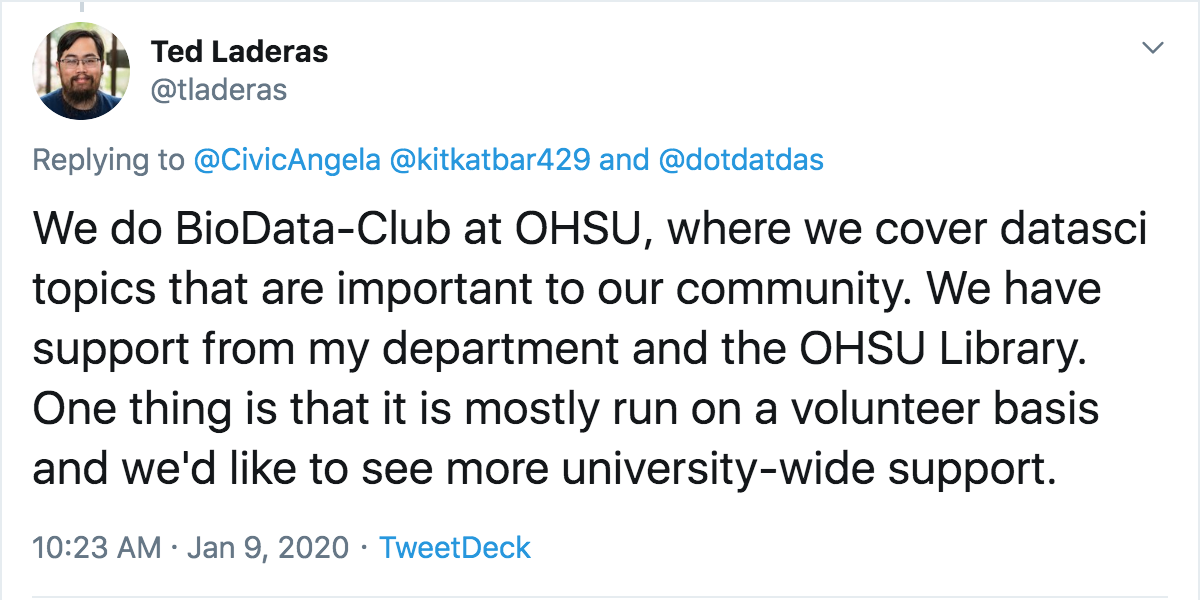 Ted Laderas
@tladeras
Replying to @CivicAngela @kitkatbar429 and @dotdatdas
We do BioData-Club at OHSU, where we cover datasci
topics that are important to our community. We have
support from my department and the OHSU Library.
One thing is that it is mostly run on a volunteer basis
and we'd like to see more university-wide support.
10:23 AM · Jan 9, 2020 · TweetDeck